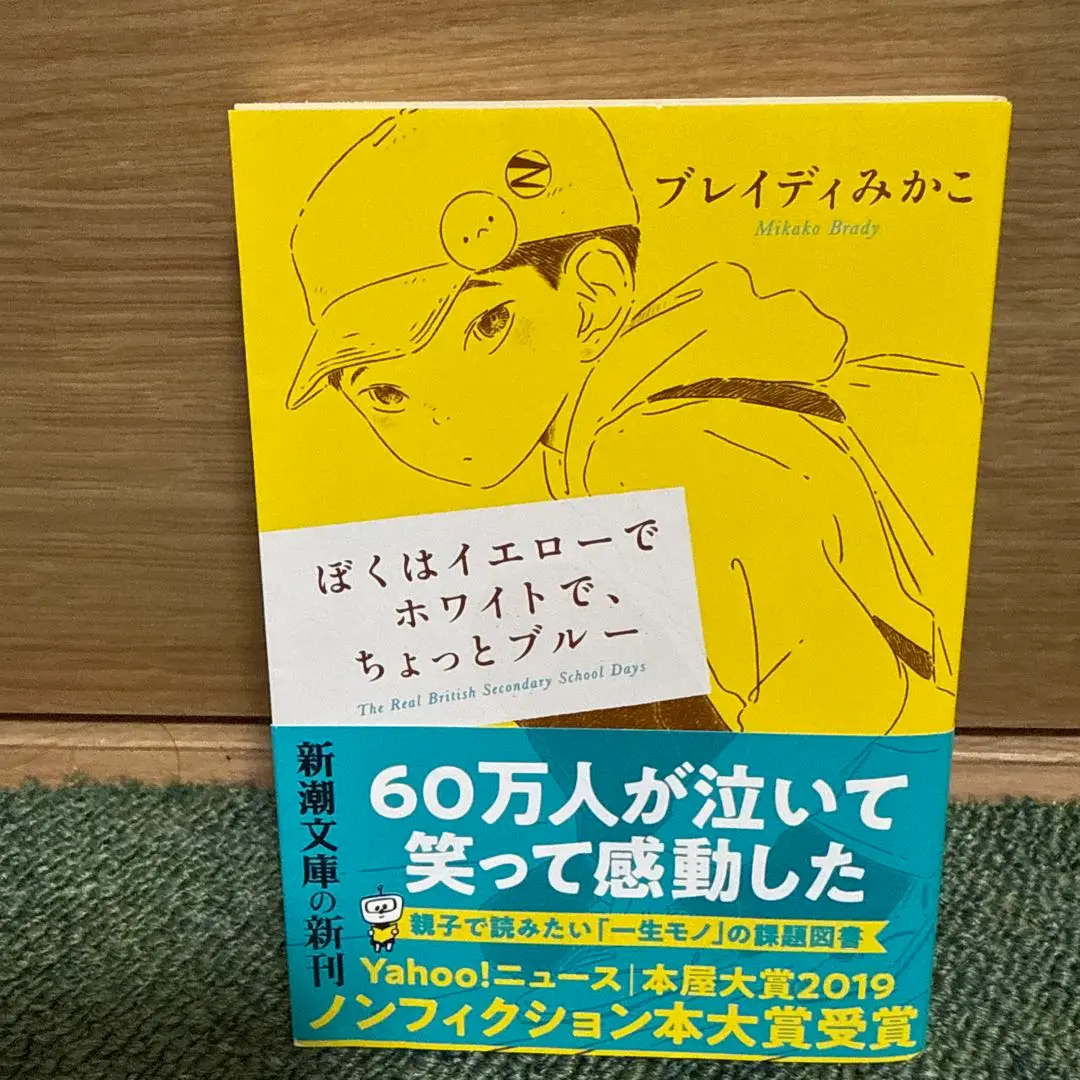 ブレイディみかこ
Mikako Brady
N
ぼくはイエローで
ホワイトで、
ちょっとブルー
The Real British Secondary School Days
新潮文庫の新刊
60万人が泣いて
笑って感動した
親子で読みたい「一生モノ」の課題図書
Yahoo!ニュース|本屋大賞2019
ノンフィクション本大賞受賞